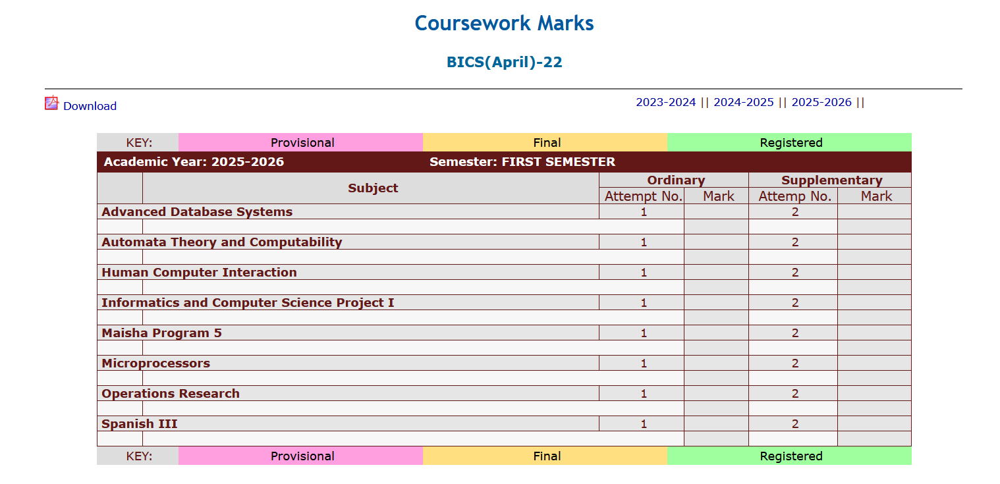 Coursework Marks
BICS(April)-22
Download
2023-2024 || 2024-2025 || 2025-2026 ||
KEY: Provisional Final Registered
Academic Year: 2025-2026 Semester: FIRST SEMESTER
Subject Ordinary Supplementary
Attempt No. Mark Attemp No. Mark
Advanced Database Systems 1 2
Automata Theory and Computability 1 2
Human Computer Interaction 1 2
Informatics and Computer Science Project I 1 2
Maisha Program 5 1 2
Microprocessors 1 2
Operations Research 1 2
Spanish III 1 2
KEY: Provisional Final Registered